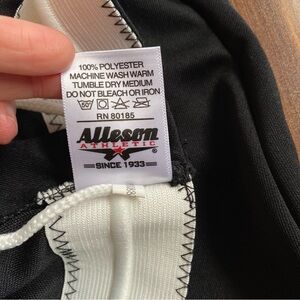 100% POLYESTER
MACHINE WASH WARM
TUMBLE DRY MEDIUM
DO NOT BLEACH OR IRON
RN 80185
Alleson
ATHLETIC
®
SINCE 1933